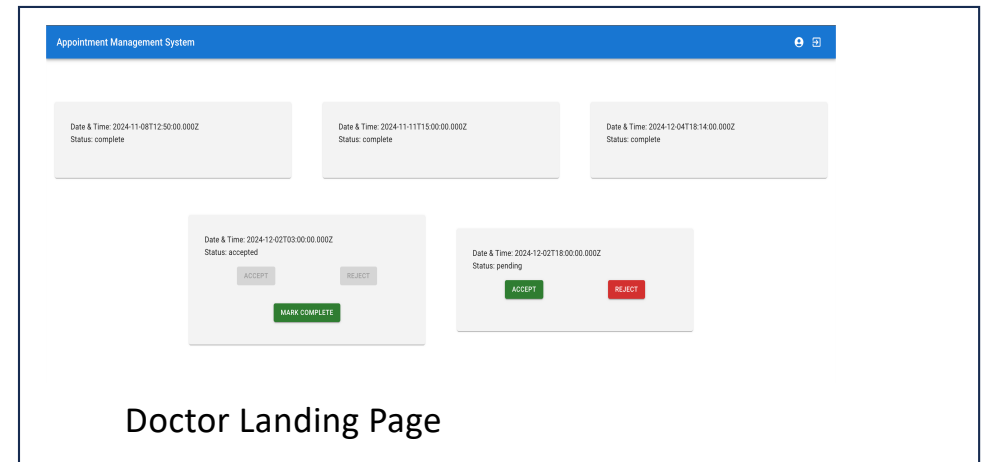 Appointment Management System
Date & Time: 2024-11-08T12:50:00.000Z
Status: complete
Date & Time: 2024-11-11T15:00:00.000Z
Status: complete
Date & Time: 2024-12-04T18:14:00.000Z
Status: complete
Date & Time: 2024-12-02T03:00:00.000Z
Status: accepted
ACCEPT REJECT
MARK COMPLETE
Date & Time: 2024-12-02T18:00:00.000Z
Status: pending
ACCEPT REJECT
Doctor Landing Page